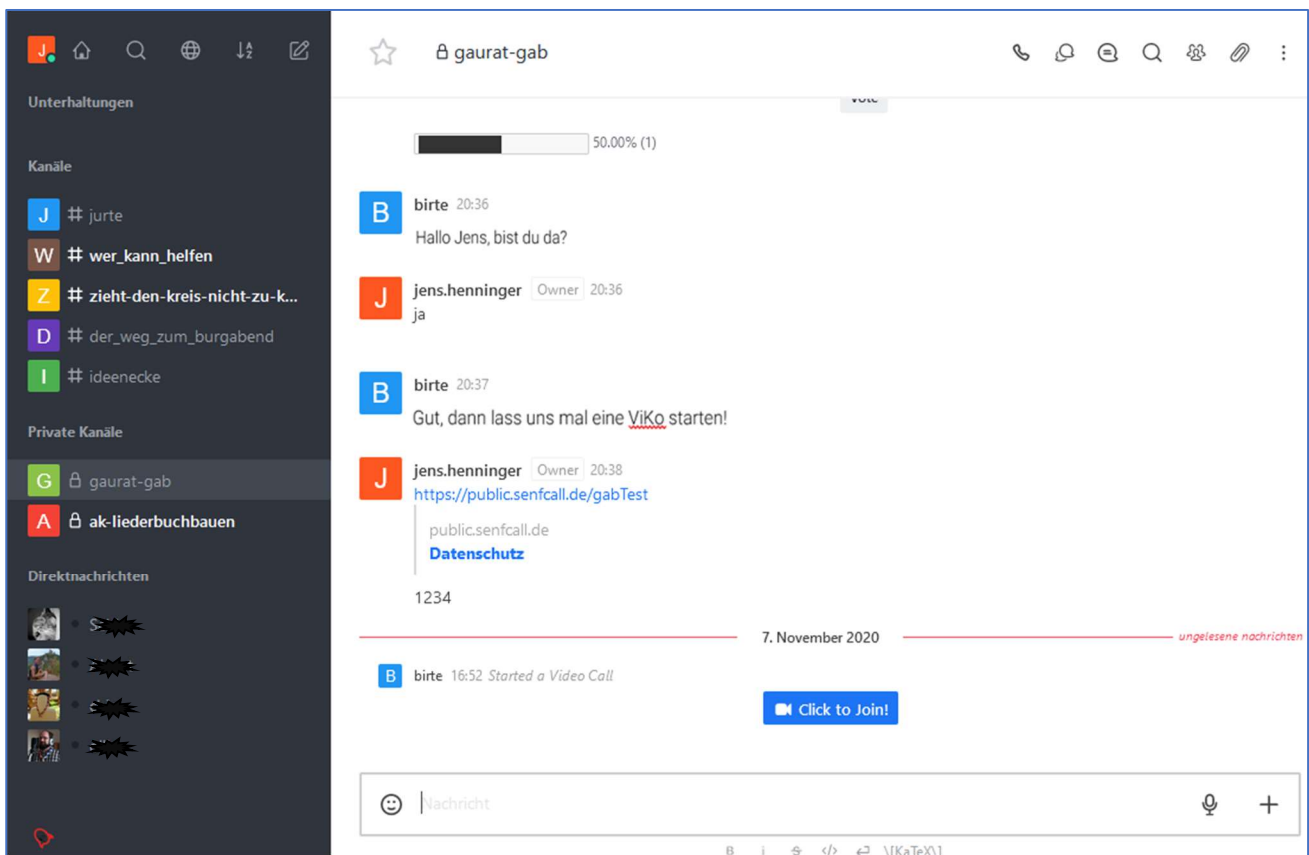 J
Unterhaltungen
Kanäle
J # jurte
W # wer_kann_helfen
Z # zieht-den-kreis-nicht-zu-k...
D # der_weg_zum_burgabend
I # ideenecke
Private Kanäle
G gaurat-gab
A ak-liederbuchbauen
Direktnachrichten
S
gaurat-gab
Vote
50.00% (1)
B birte 20:36
Hallo Jens, bist du da?
J jens.henninger Owner 20:36
ja
B birte 20:37
Gut, dann lass uns mal eine ViKo starten!
J jens.henninger Owner 20:38
https://public.senfcall.de/gabTest
public.senfcall.de
Datenschutz
1234
7. November 2020 ungelesene nachrichten
B birte 16:52 Started a Video Call
Click to Join!
Nachricht
B i S </> \[KaTeX\]